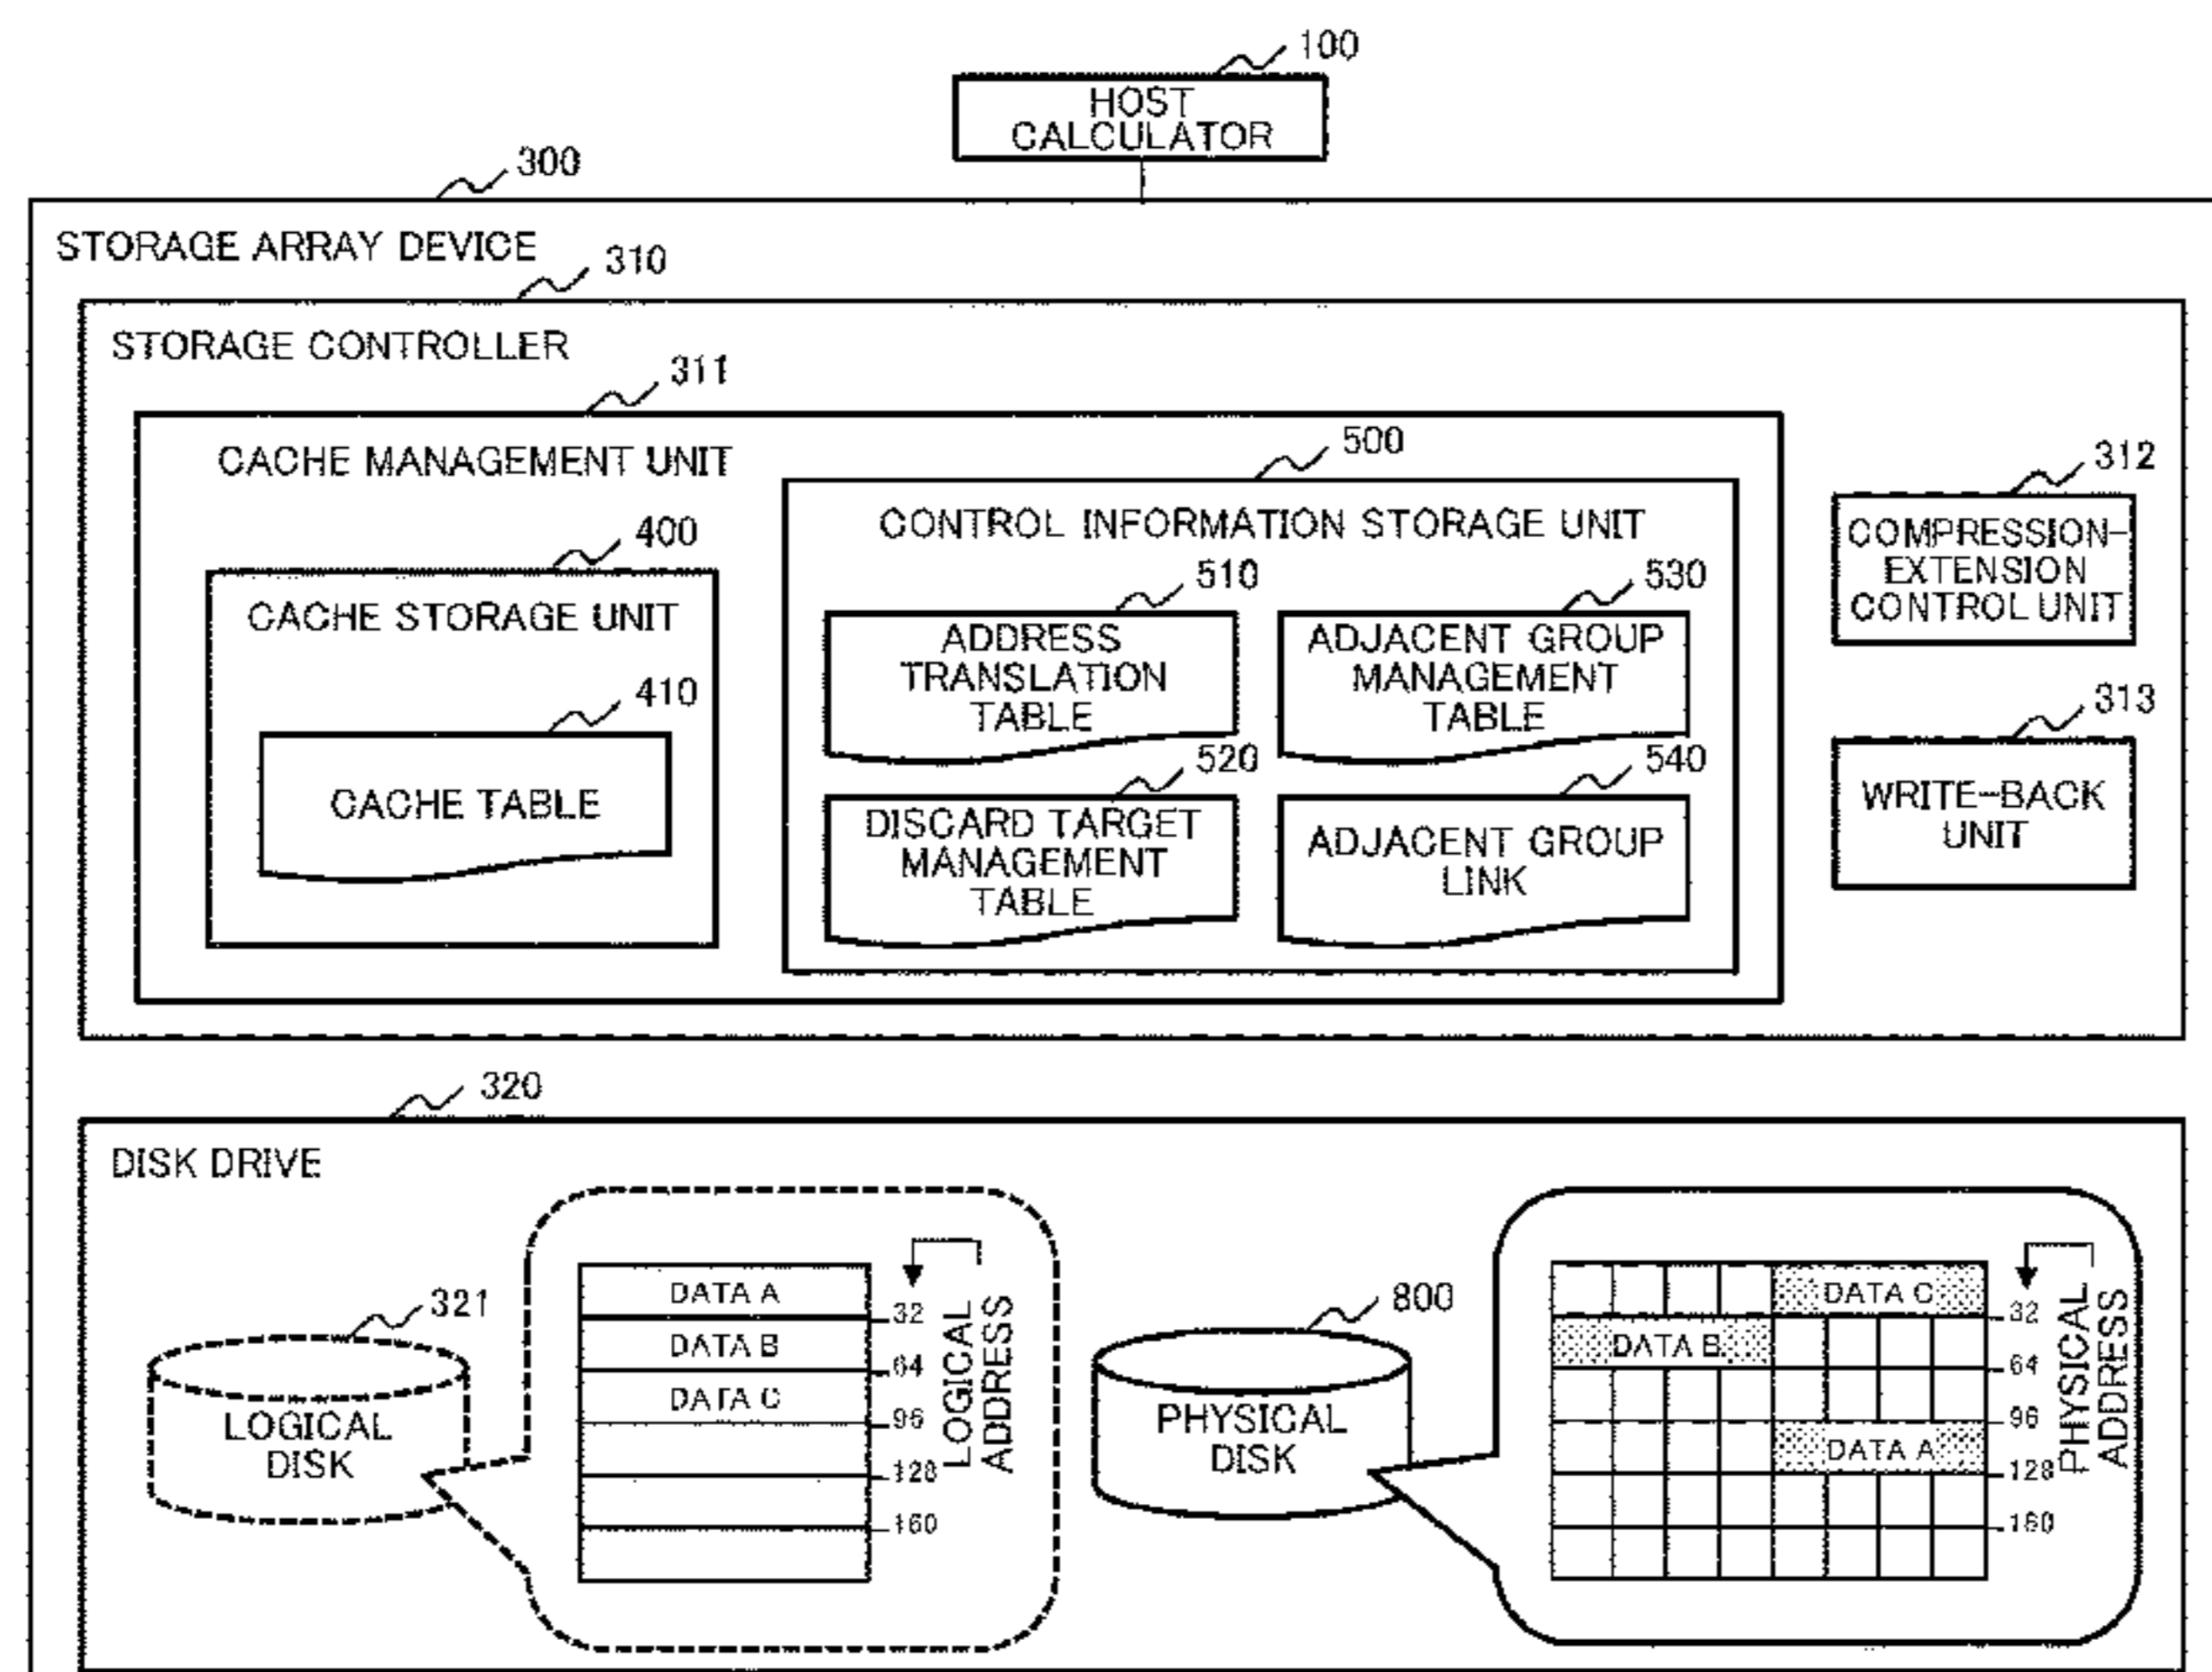 100
HOST
CALCULATOR
300
STORAGE ARRAY DEVICE
310
STORAGE CONTROLLER
311
CACHE MANAGEMENT UNIT
500
312
CONTROL INFORMATION STORAGE UNIT
COMPRESSION-
EXTENSION
CONTROL UNIT
400
CACHE STORAGE UNIT
510
ADDRESS
TRANSLATION
TABLE
530
ADJACENT GROUP
MANAGEMENT
TABLE
410
CACHE TABLE
313
WRITE-BACK
UNIT
520
DISCARD TARGET
MANAGEMENT
TABLE
540
ADJACENT GROUP
LINK
320
DISK DRIVE
321
LOGICAL
DISK
DATA A
DATA B
DATA C
32
64
96
128
160
LOGICAL
ADDRESS
800
PHYSICAL
DISK
DATA C
DATA B
DATA A
32
64
96
128
160
PHYSICAL
ADDRESS